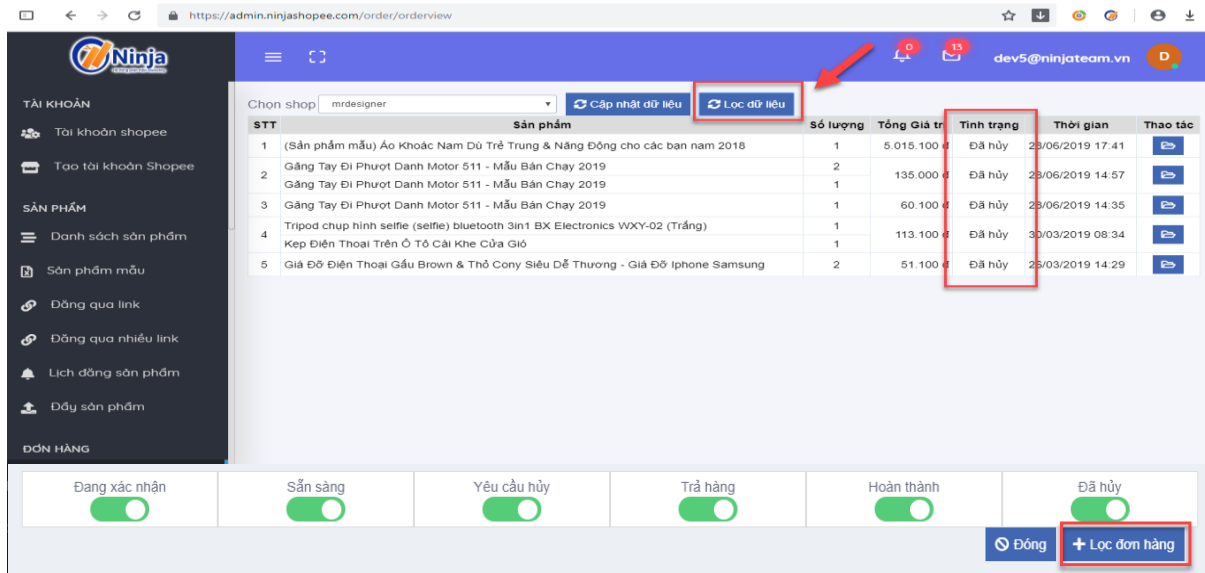 https://admin.ninjashopee.com/order/orderview
Ninja
0
13
dev5@ninjateam.vn
D
TÀI KHOẢN
Tài khoản shopee
Tạo tài khoản Shopee
SẢN PHẨM
Danh sách sản phẩm
Sản phẩm mẫu
Đăng qua link
Đăng qua nhiều link
Lịch đăng sản phẩm
Đẩy sản phẩm
ĐƠN HÀNG
Chọn shop mrdesigner Cập nhật dữ liệu Lọc dữ liệu
STT Sản phẩm Số lượng Tổng Giá trị Tình trạng Thời gian Thao tác
1 (Sản phẩm mẫu) Áo Khoác Nam Dù Trẻ Trung & Năng Động cho các bạn nam 2018 1 5.015.100 đ Đã hủy 28/06/2019 17:41
2 Găng Tay Đi Phượt Danh Motor 511 - Mẫu Bán Chạy 2019 2 135.000 đ Đã hủy 28/06/2019 14:57
Găng Tay Đi Phượt Danh Motor 511 - Mẫu Bán Chạy 2019 1
3 Găng Tay Đi Phượt Danh Motor 511 - Mẫu Bán Chạy 2019 1 60.100 đ Đã hủy 28/06/2019 14:35
4 Tripod chụp hình selfie (selfie) bluetooth 3in1 BX Electronics WXY-02 (Trắng) 1 113.100 đ Đã hủy 30/03/2019 08:34
Kẹp Điện Thoại Trên Ô Tô Cài Khe Cửa Gió 1
5 Giá Đỡ Điện Thoại Gấu Brown & Thỏ Cony Siêu Dễ Thương - Giá Đỡ Iphone Samsung 2 51.100 đ Đã hủy 26/03/2019 14:29
Đang xác nhận Sẵn sàng Yêu cầu hủy Trả hàng Hoàn thành Đã hủy
Đóng Lọc đơn hàng